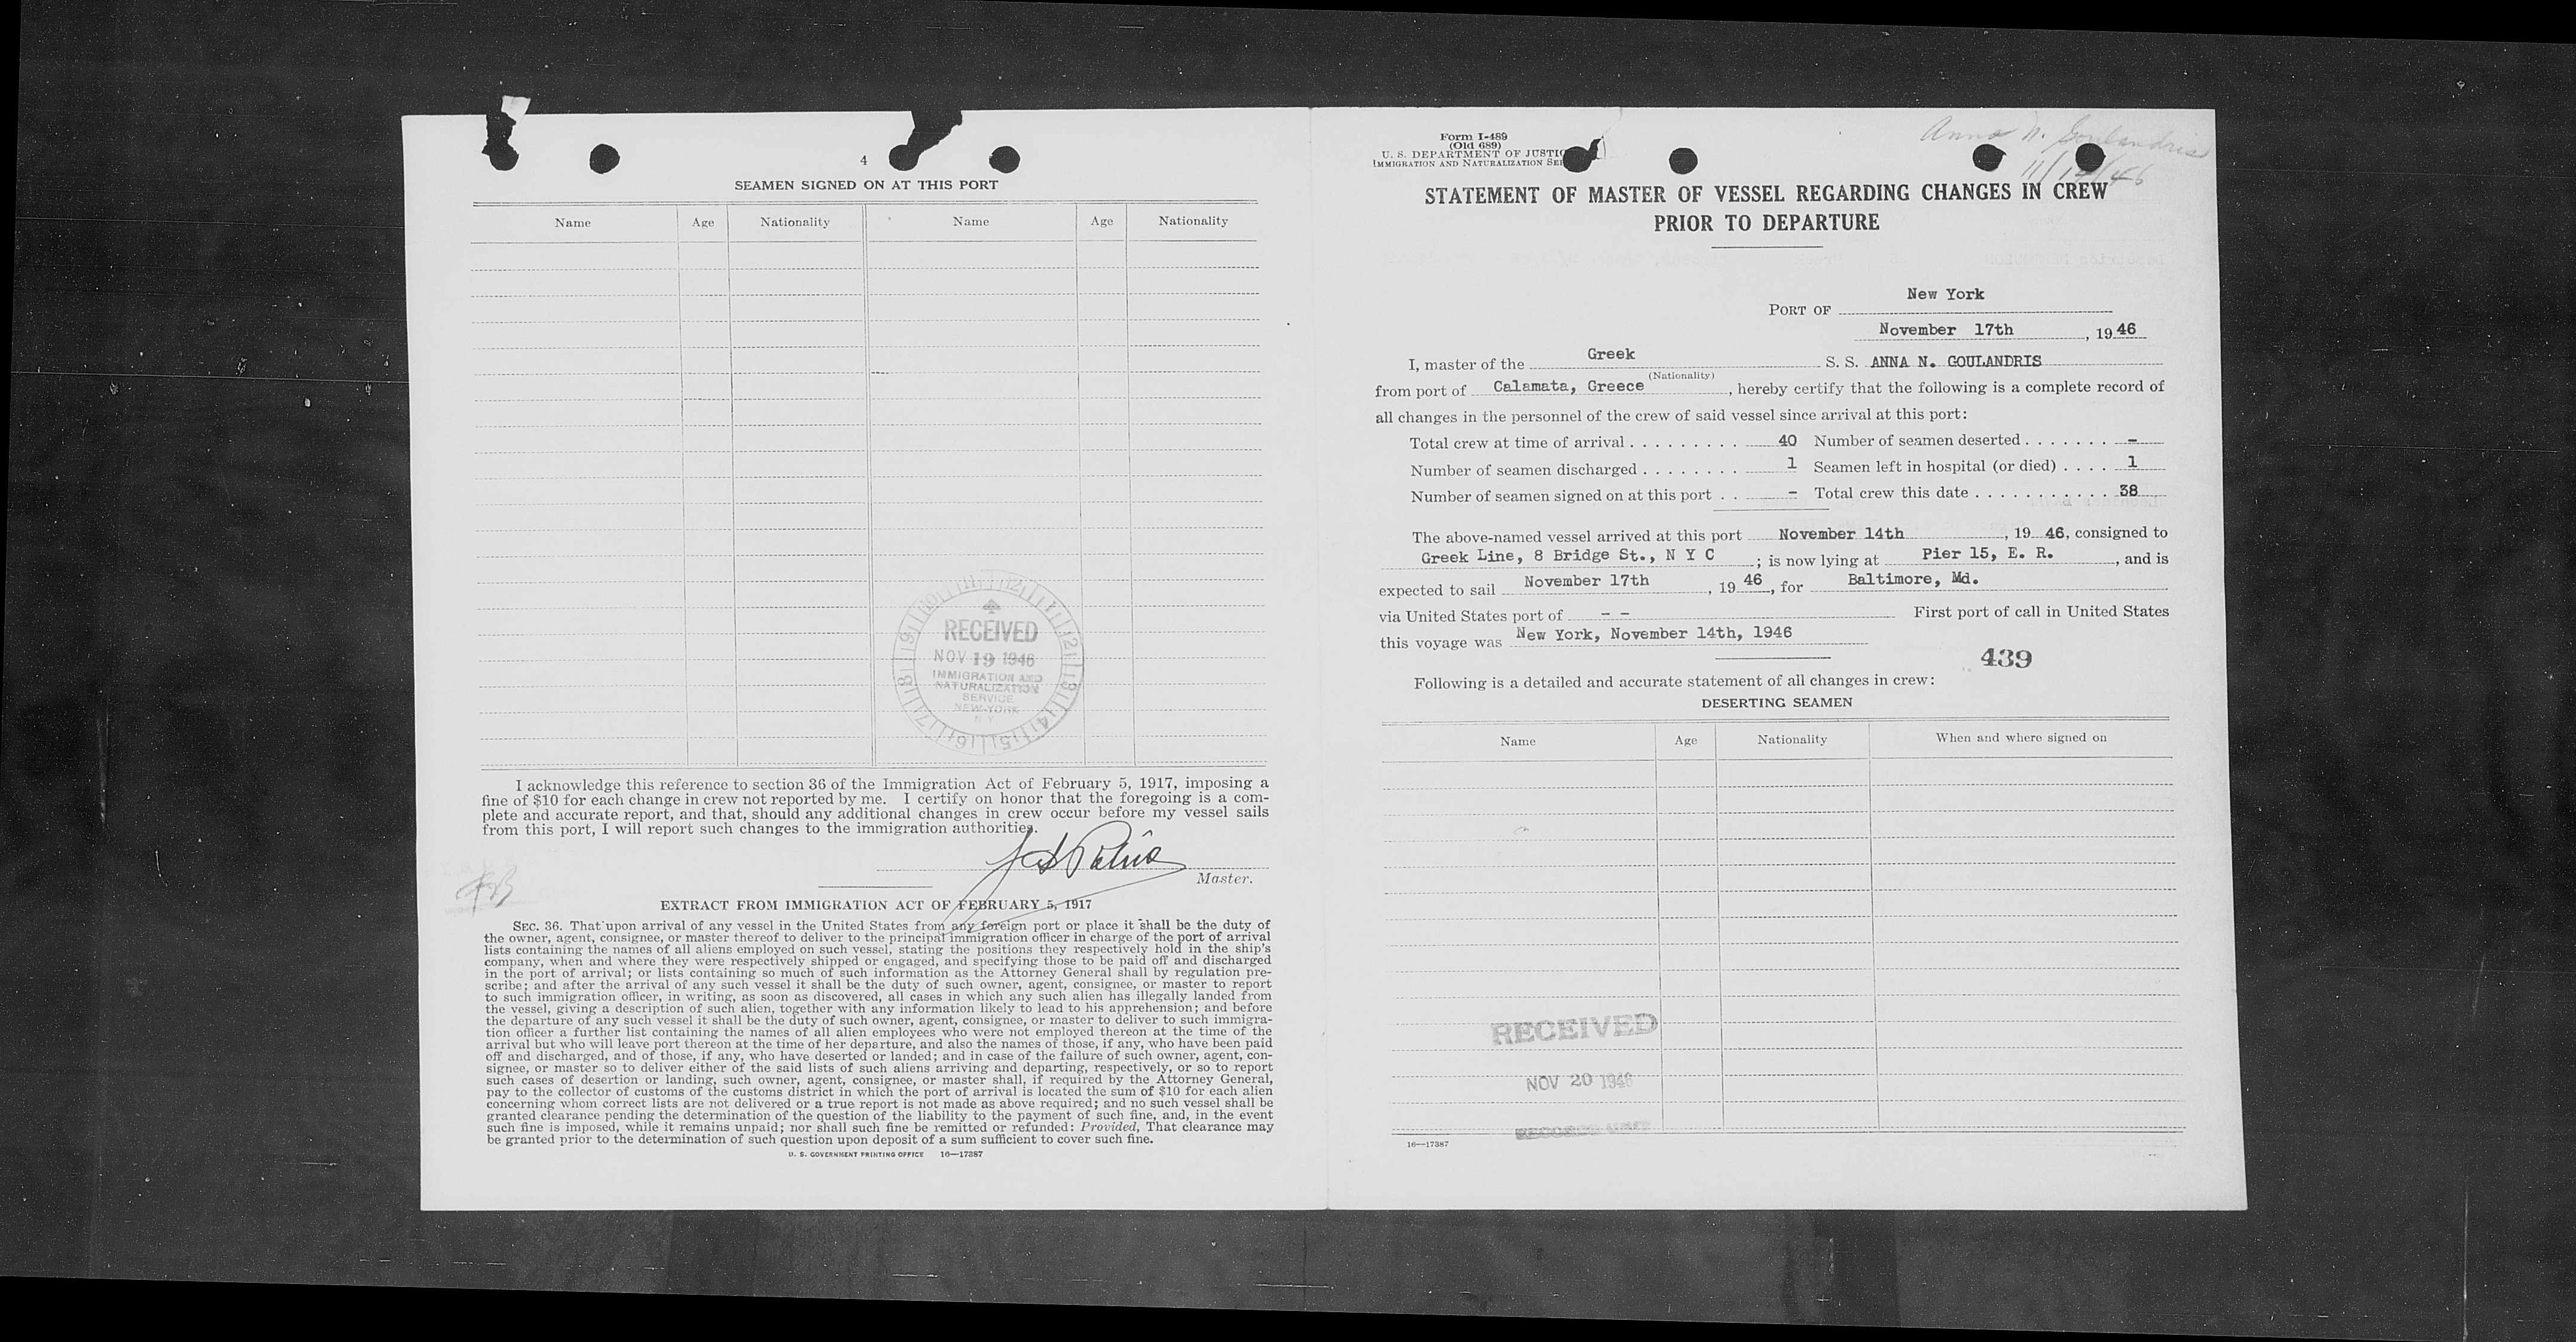 4
SEAMEN SIGNED ON AT THIS PORT
Name Age Nationality Name Age Nationality
RECEIVED
NOV 19 1946
IMMIGRATION AND
NATURALIZATION
SERVICE
NEW YORK
N Y
I acknowledge this reference to section 36 of the Immigration Act of February 5, 1917, imposing a
fine of $10 for each change in crew not reported by me. I certify on honor that the foregoing is a com-
plete and accurate report, and that, should any additional changes in crew occur before my vessel sails
from this port, I will report such changes to the immigration authorities.
Master.
EXTRACT FROM IMMIGRATION ACT OF FEBRUARY 5, 1917
SEC. 36. That upon arrival of any vessel in the United States from any foreign port or place it shall be the duty of
the owner, agent, consignee, or master thereof to deliver to the principal immigration officer in charge of the port of arrival
lists containing the names of all aliens employed on such vessel, stating the positions they respectively hold in the ship's
company, when and where they were respectively shipped or engaged, and specifying those to be paid off and discharged
in the port of arrival; or lists containing so much of such information as the Attorney General shall by regulation pre-
scribe; and after the arrival of any such vessel it shall be the duty of such owner, agent, consignee, or master to report
to such immigration officer, in writing, as soon as discovered, all cases in which any such alien has illegally landed from
the vessel, giving a description of such alien, together with any information likely to lead to his apprehension; and before
the departure of any such vessel it shall be the duty of such owner, agent, consignee, or master to deliver to such immigra-
tion officer a further list containing the names of all alien employees who were not employed thereon at the time of the
arrival but who will leave port thereon at the time of her departure, and also the names of those, if any, who have been paid
off and discharged, and of those, if any, who have deserted or landed; and in case of the failure of such owner, agent, con-
signee, or master so to deliver either of the said lists of such aliens arriving and departing, respectively, or so to report
such cases of desertion or landing, such owner, agent, consignee, or master shall, if required by the Attorney General,
pay to the collector of customs of the customs district in which the port of arrival is located the sum of $10 for each alien
concerning whom correct lists are not delivered or a true report is not made as above required; and no such vessel shall be
granted clearance pending the determination of the question of the liability to the payment of such fine, and, in the event
such fine is imposed, while it remains unpaid; nor shall such fine be remitted or refunded: Provided, That clearance may
be granted prior to the determination of such question upon deposit of a sum sufficient to cover such fine.
U. S. GOVERNMENT PRINTING OFFICE 16—17387
Form I-489
(Old 689)
U. S. DEPARTMENT OF JUSTIC
IMMIGRATION AND NATURALIZATION SE
Anna N. Goulandris
11/14/46
STATEMENT OF MASTER OF VESSEL REGARDING CHANGES IN CREW
PRIOR TO DEPARTURE
PORT OF New York
November 17th, 1946
I, master of the Greek S. S. ANNA N. GOULANDRIS
(Nationality)
from port of Calamata, Greece, hereby certify that the following is a complete record of
all changes in the personnel of the crew of said vessel since arrival at this port:
Total crew at time of arrival . . . . . . . . . 40 Number of seamen deserted . . . . . . . -
Number of seamen discharged . . . . . . . . 1 Seamen left in hospital (or died) . . . . 1
Number of seamen signed on at this port . . - Total crew this date . . . . . . . . . . . 38
The above-named vessel arrived at this port November 14th, 19 46, consigned to
Greek Line, 8 Bridge St., N Y C; is now lying at Pier 15, E. R., and is
expected to sail November 17th, 19 46, for Baltimore, Md.
via United States port of - - First port of call in United States
this voyage was New York, November 14th, 1946
439
Following is a detailed and accurate statement of all changes in crew:
DESERTING SEAMEN
Name Age Nationality When and where signed on
RECEIVED
NOV 20 1946
RECORDS UNIT
16—17387